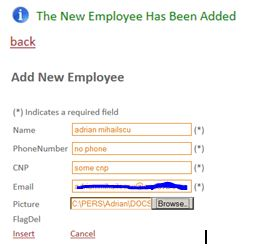 The New Employee Has Been Added
back
Add New Employee
(*) Indicates a required field
Name adrian mihailscu (*)
PhoneNumber no phone (*)
CNP some cnp (*)
Email (*)
Picture C:\PERS\Adrian\DOCS Browse..
FlagDel
Insert Cancel